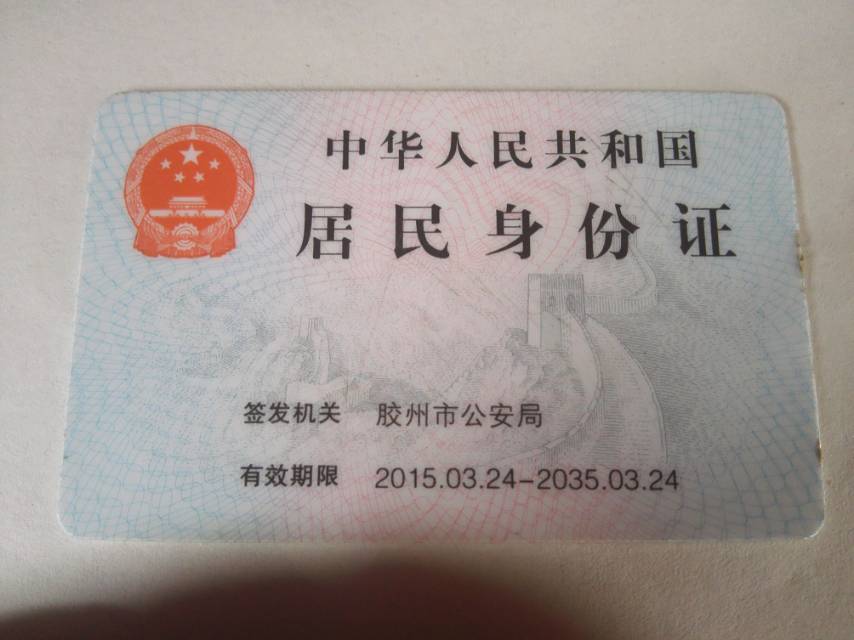 中华人民共和国
居民身份证
签发机关 胶州市公安局
有效期限 2015.03.24-2035.03.24